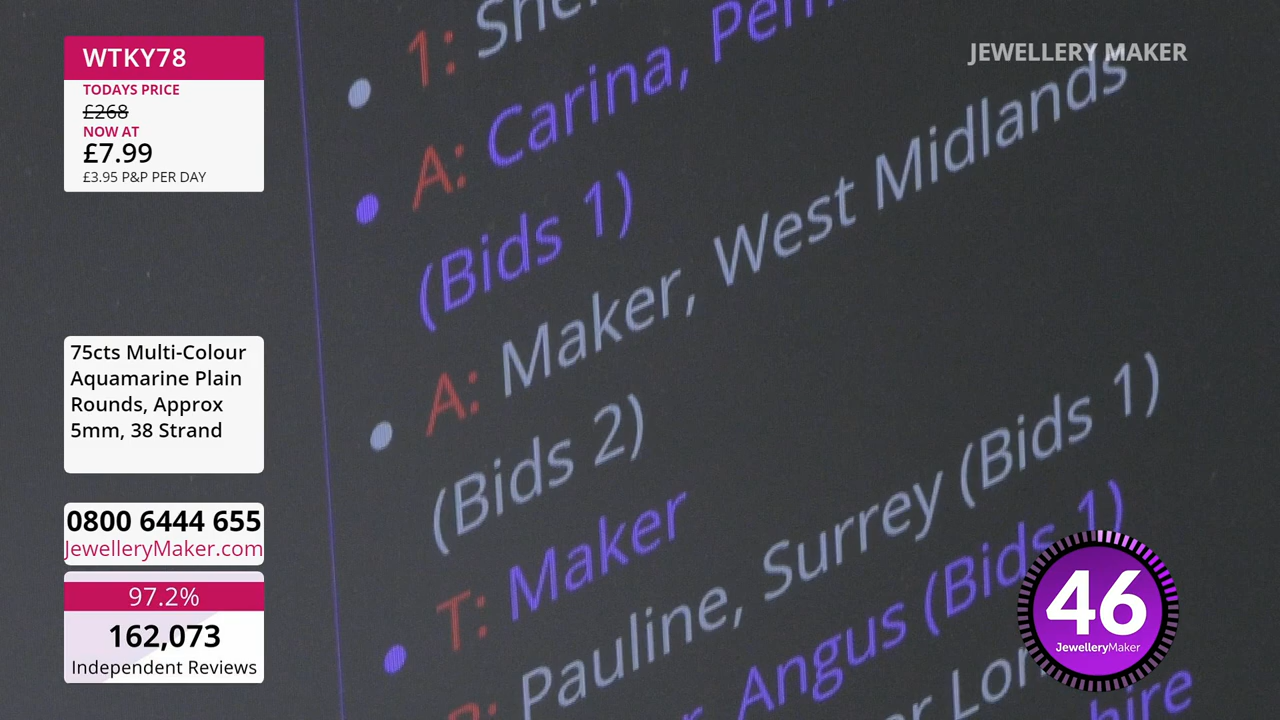 WTKY78
TODAYS PRICE
£268
NOW AT
£7.99
£3.95 P&P PER DAY
75cts Multi-Colour
Aquamarine Plain
Rounds, Approx
5mm, 38 Strand
0800 6444 655
JewelleryMaker.com
97.2%
162,073
Independent Reviews
JEWELLERY MAKER
1:
A: Carina,
(Bids 1)
A: Maker, West Midlands
(Bids 2)
T: Maker
Pauline, Surrey (Bids 1)
Angus (Bids 1)
46
JewelleryMaker